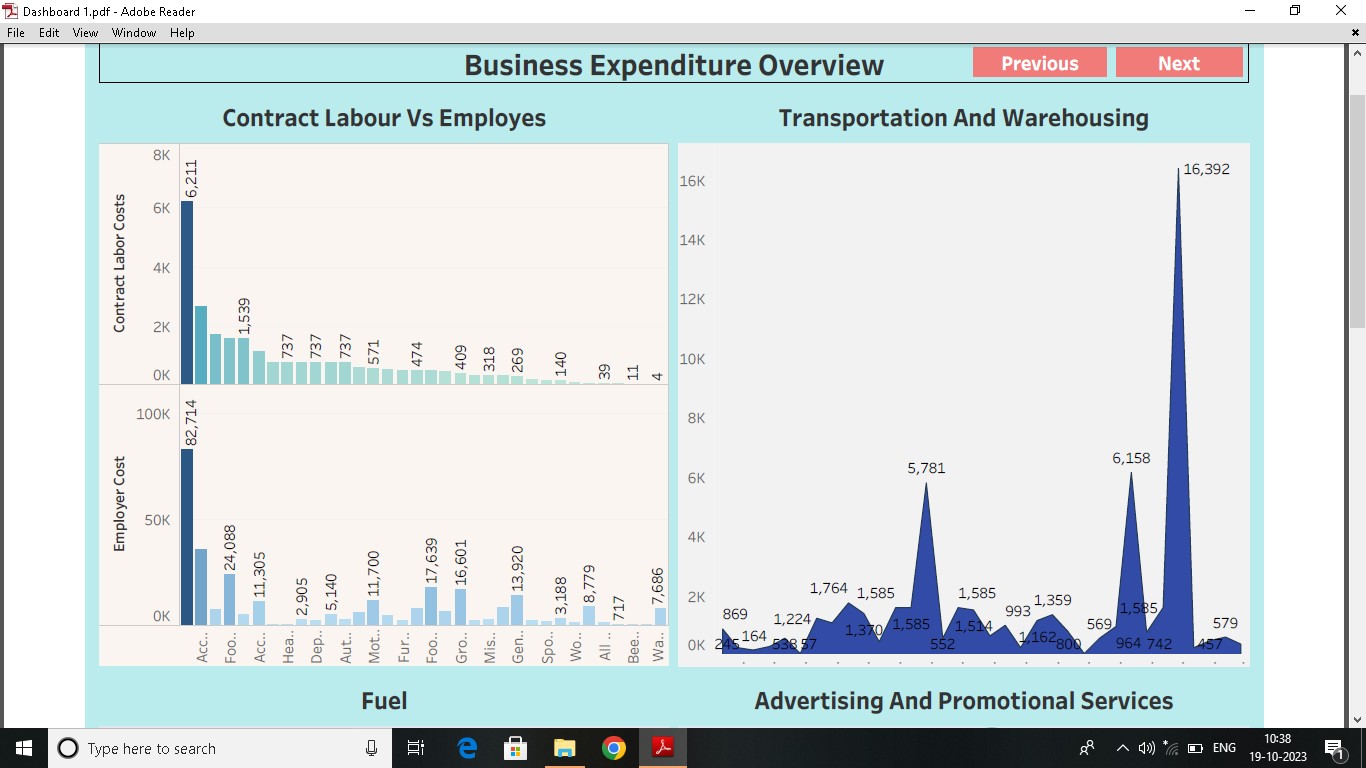 Dashboard 1.pdf - Adobe Reader
File Edit View Window Help
Business Expenditure Overview
Previous
Next
Contract Labour Vs Employes
Contract Labor Costs
8K
6K
4K
2K
0K
6,211
1,539
737
737
737
571
474
409
318
269
140
39
11
4
Employer Cost
100K
50K
0K
82,714
24,088
11,305
2,905
5,140
11,700
17,639
16,601
13,920
3,188
8,779
717
7,686
Acc..
Foo..
Acc..
Hea..
Dep..
Aut..
Mot..
Fur..
Foo..
Gro..
Mis..
Gen..
Spo..
Wo..
All ..
Bee..
Wa..
Transportation And Warehousing
16K
14K
12K
10K
8K
6K
4K
2K
0K
16,392
6,158
5,781
1,764
1,585
1,585
1,359
869
1,224
993
1,585
579
1,370
1,585
1,514
569
164
1,162
245
538
57
552
800
964
742
457
Fuel
Advertising And Promotional Services
Type here to search
ENG
10:38
19-10-2023
1